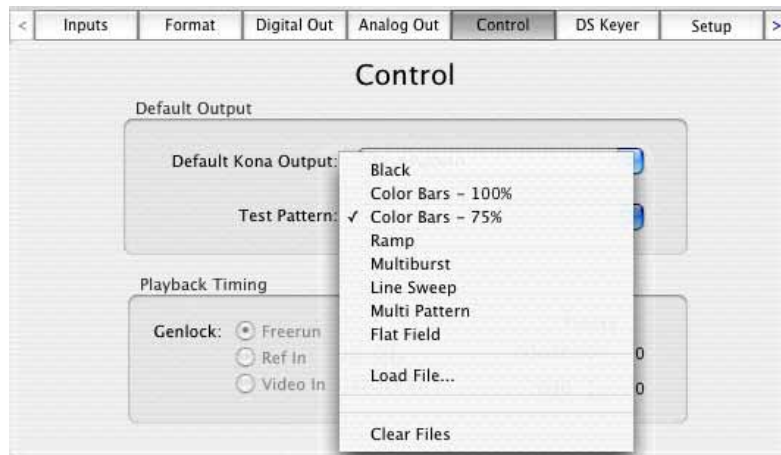 < Inputs Format Digital Out Analog Out Control DS Keyer Setup >
Control
Default Output
Default Kona Output:
Black
Color Bars – 100%
Test Pattern: ✓ Color Bars – 75%
Ramp
Multiburst
Line Sweep
Multi Pattern
Flat Field
Load File...
Clear Files
Playback Timing
Genlock: Freerun
Ref In
Video In
0
0